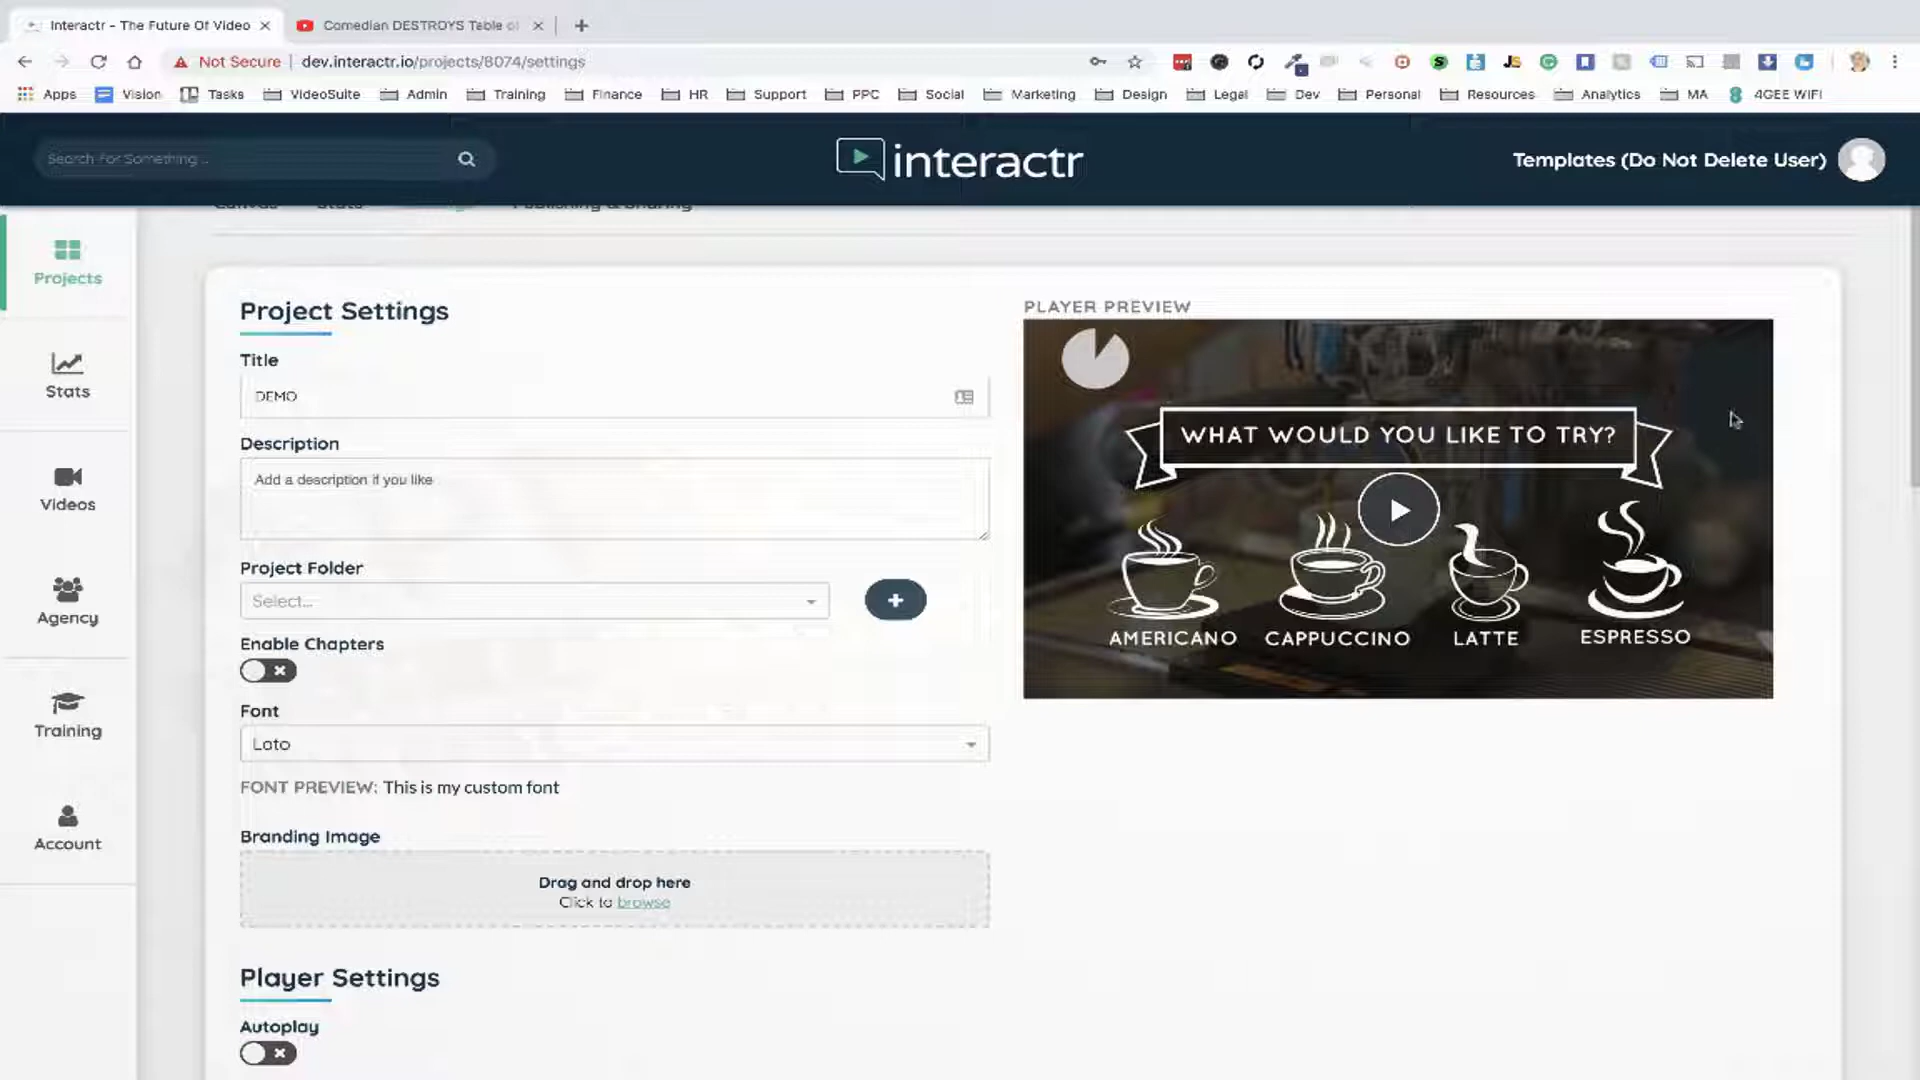 Interactr - The Future Of Video
Comedian DESTROYS Table of
Not Secure | dev.interactr.io/projects/8074/settings
Apps Vision Tasks VideoSuite Admin Training Finance HR Support PPC Social Marketing Design Legal Dev Personal Resources Analytics MA 4GEE WIFI
Search For Something ...
interactr
Templates (Do Not Delete User)
Canvas Stats Publishing & Sharing
Projects
Stats
Videos
Agency
Training
Account
Project Settings
Title
DEMO
Description
Add a description if you like
Project Folder
Select...
Enable Chapters
Font
Lato
FONT PREVIEW: This is my custom font
Branding Image
Drag and drop here
Click to browse
Player Settings
Autoplay
PLAYER PREVIEW
WHAT WOULD YOU LIKE TO TRY?
AMERICANO CAPPUCCINO LATTE ESPRESSO